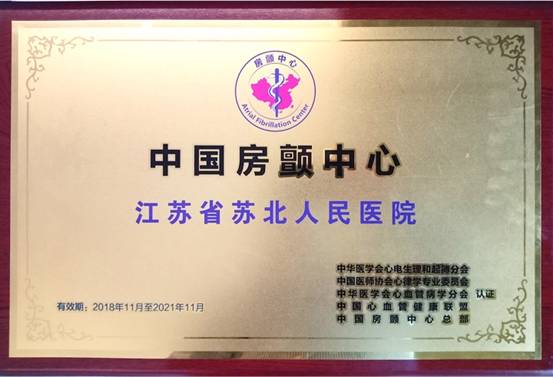 房颤中心
Atrial Fibrillation Center
中国房颤中心
江苏省苏北人民医院
中华医学会心电生理和起搏分会
中国医师协会心律学专业委员会
中华医学会心血管病学分会 认证
中国心血管健康联盟
中国房颤中心总部
有效期：2018年11月至2021年11月